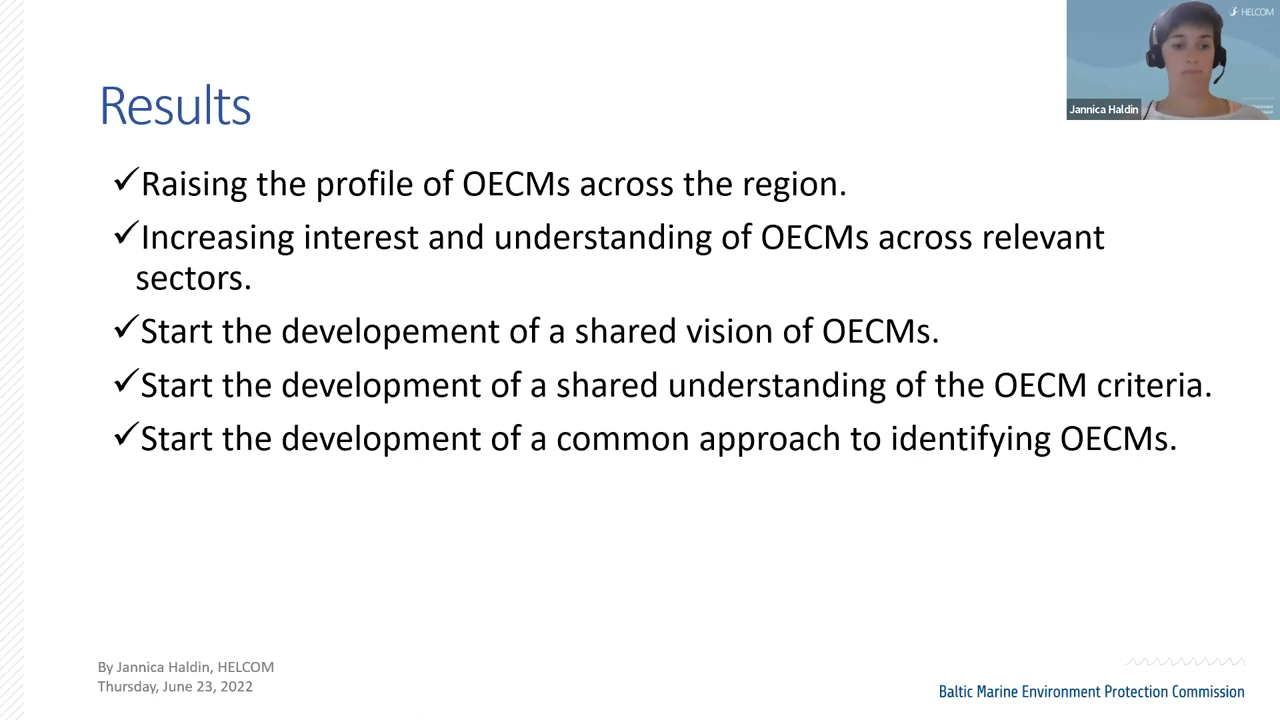 HELCOM
Jannica Haldin
Results
✓Raising the profile of OECMs across the region.
✓Increasing interest and understanding of OECMs across relevant
sectors.
✓Start the developement of a shared vision of OECMs.
✓Start the development of a shared understanding of the OECM criteria.
✓Start the development of a common approach to identifying OECMs.
By Jannica Haldin, HELCOM
Thursday, June 23, 2022
Baltic Marine Environment Protection Commission